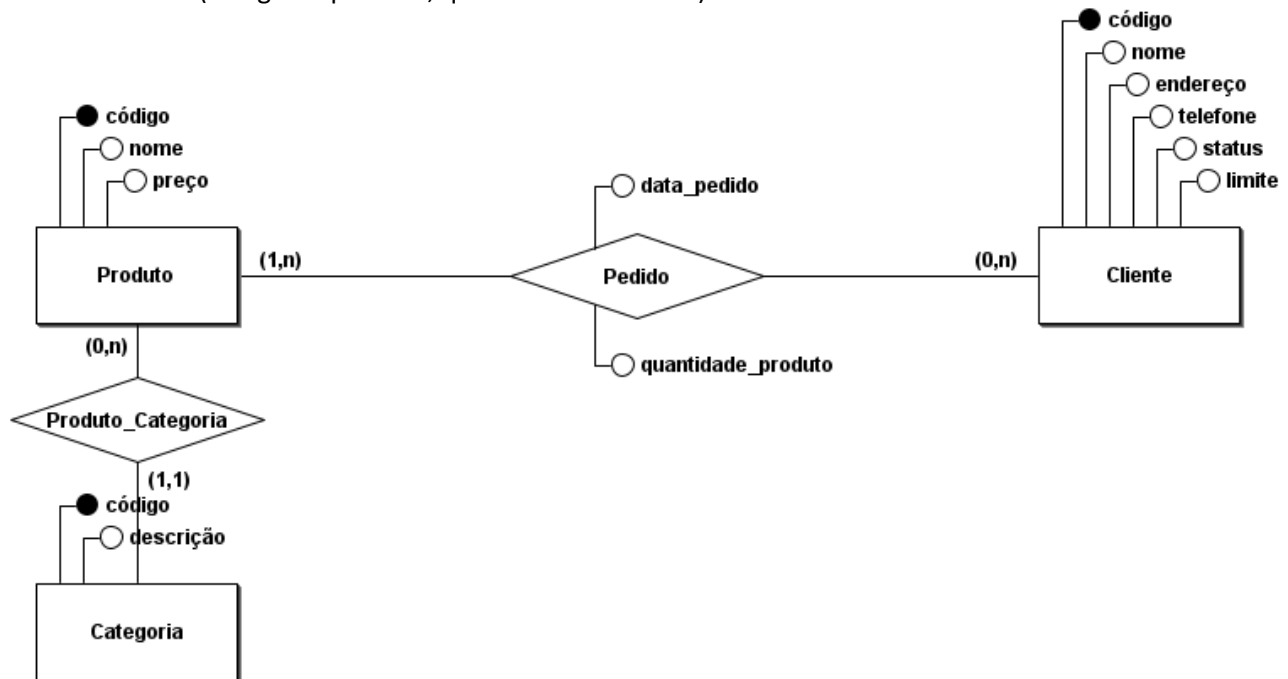 código
nome
endereço
telefone
status
limite
código
nome
preço
data_pedido
Produto
(1,n)
Pedido
(0,n)
Cliente
(0,n)
quantidade_produto
Produto_Categoria
(1,1)
código
descrição
Categoria